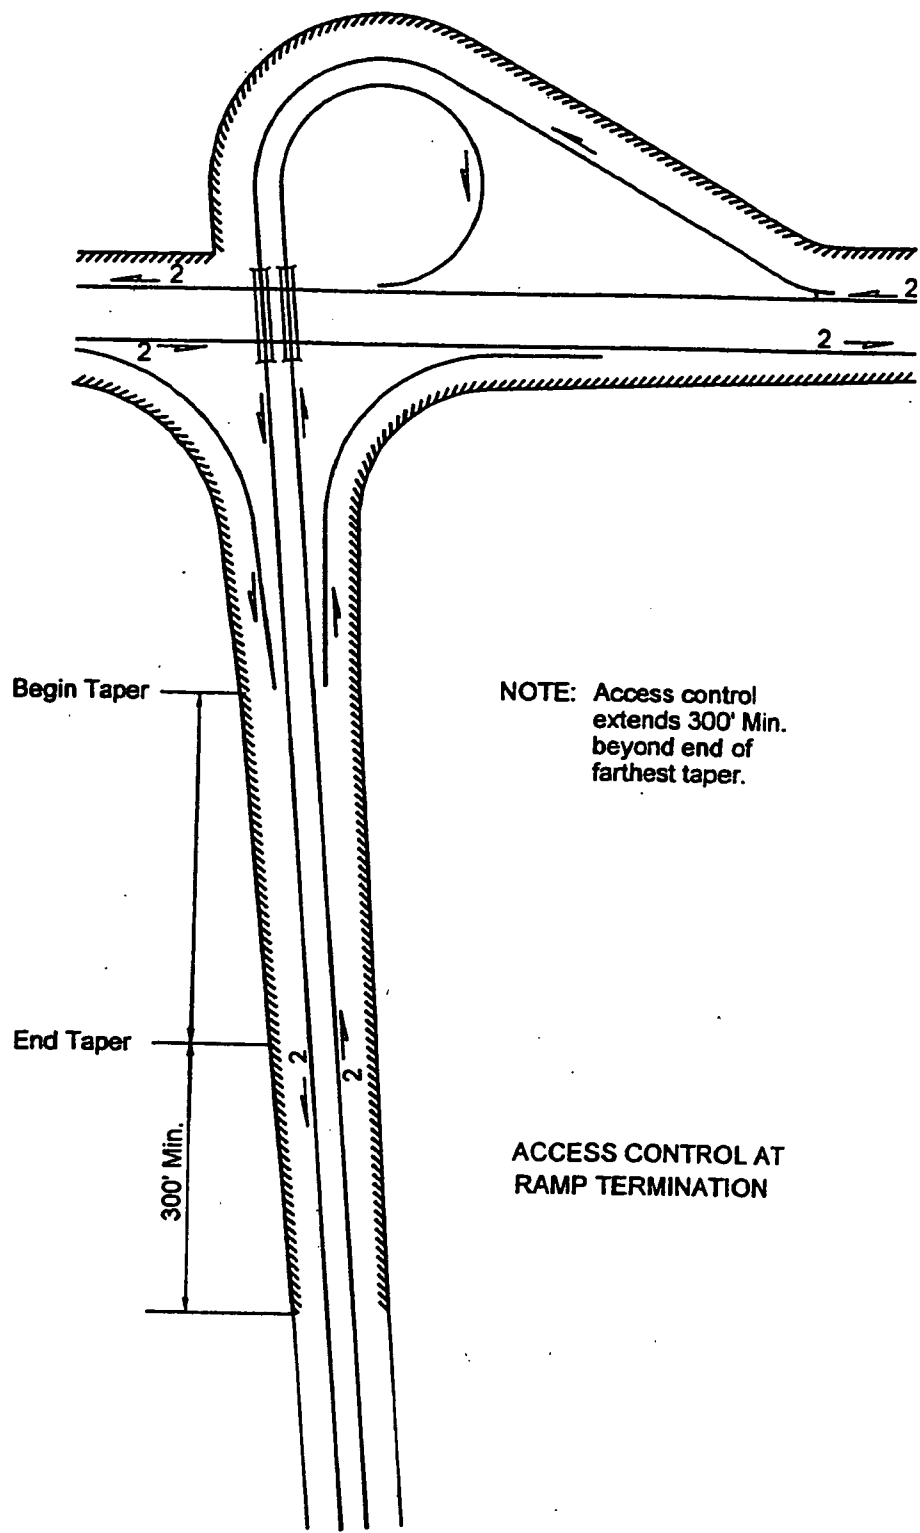 2
2
2
2
Begin Taper
NOTE: Access control
extends 300' Min.
beyond end of
farthest taper.
End Taper
2
2
300' Min.
ACCESS CONTROL AT
RAMP TERMINATION